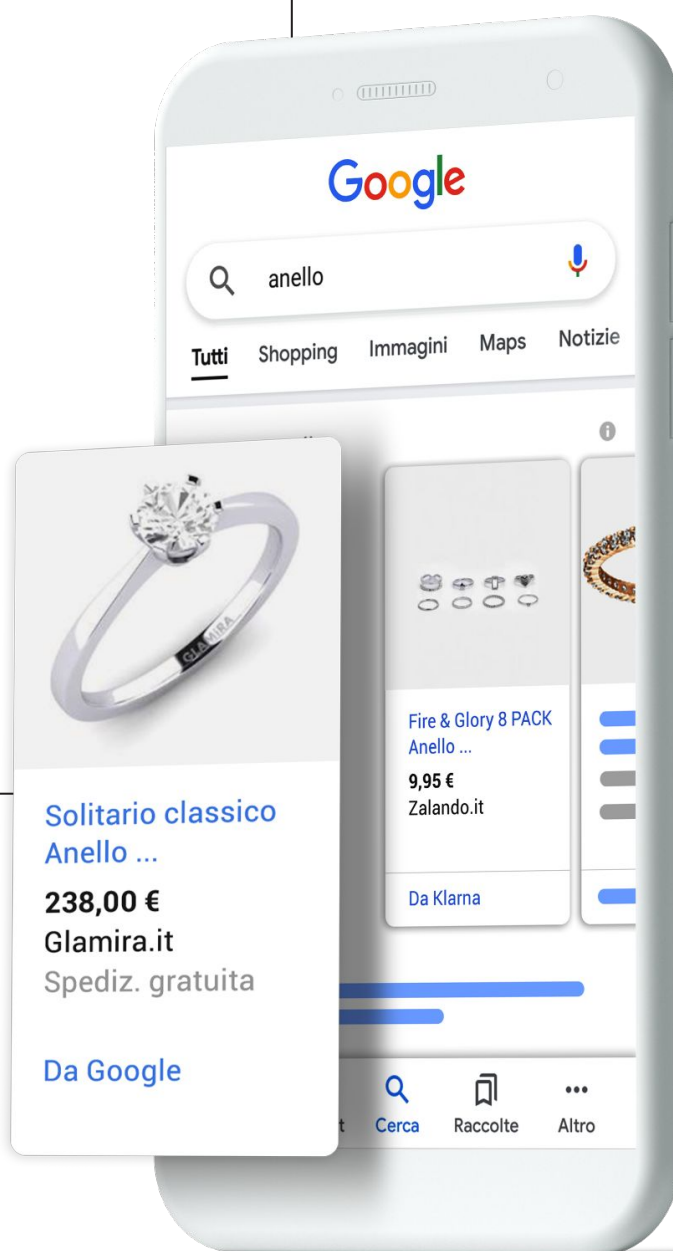 Google
anello
Tutti Shopping Immagini Maps Notizie
GLAMIRA
Solitario classico
Anello ...
238,00 €
Glamira.it
Spediz. gratuita
Da Google
Fire & Glory 8 PACK
Anello ...
9,95 €
Zalando.it
Da Klarna
Cerca Raccolte Altro